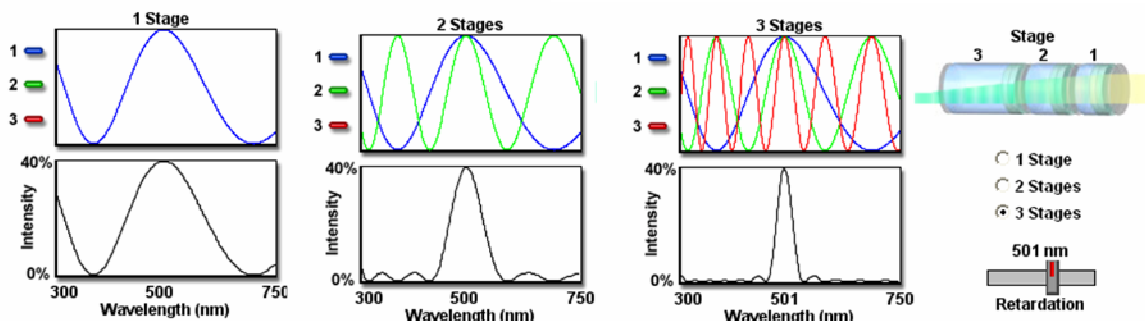 1 Stage
1
2
3
40%
Intensity
0%
300 500 750
Wavelength (nm)
2 Stages
1
2
3
40%
Intensity
0%
300 500 750
Wavelength (nm)
3 Stages
1
2
3
40%
Intensity
0%
300 501 750
Wavelength (nm)
Stage
3 2 1
1 Stage
2 Stages
3 Stages
501 nm
Retardation